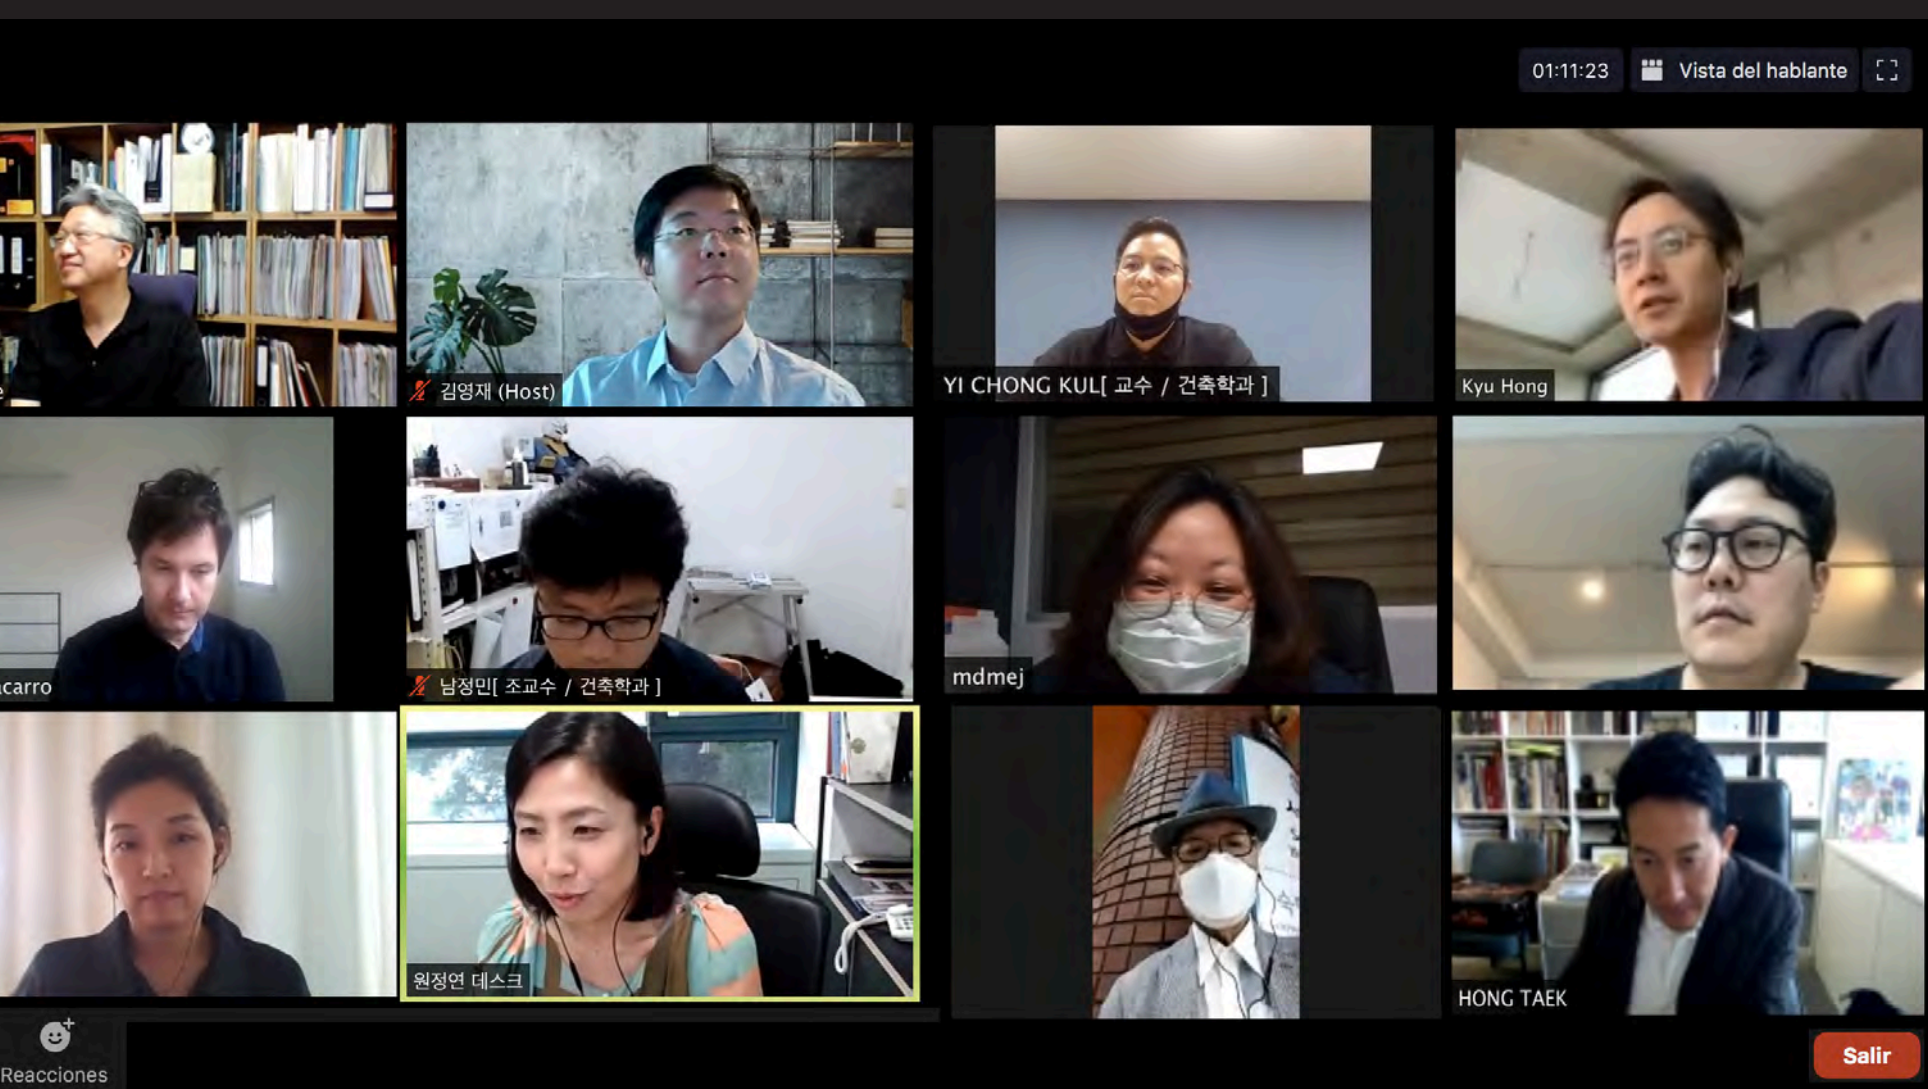 01:11:23
Vista del hablante
e
김영재 (Host)
YI CHONG KUL[ 교수 / 건축학과 ]
Kyu Hong
carro
남정민[ 조교수 / 건축학과 ]
mdmej
원정연 데스크
HONG TAEK
Reacciones
Salir